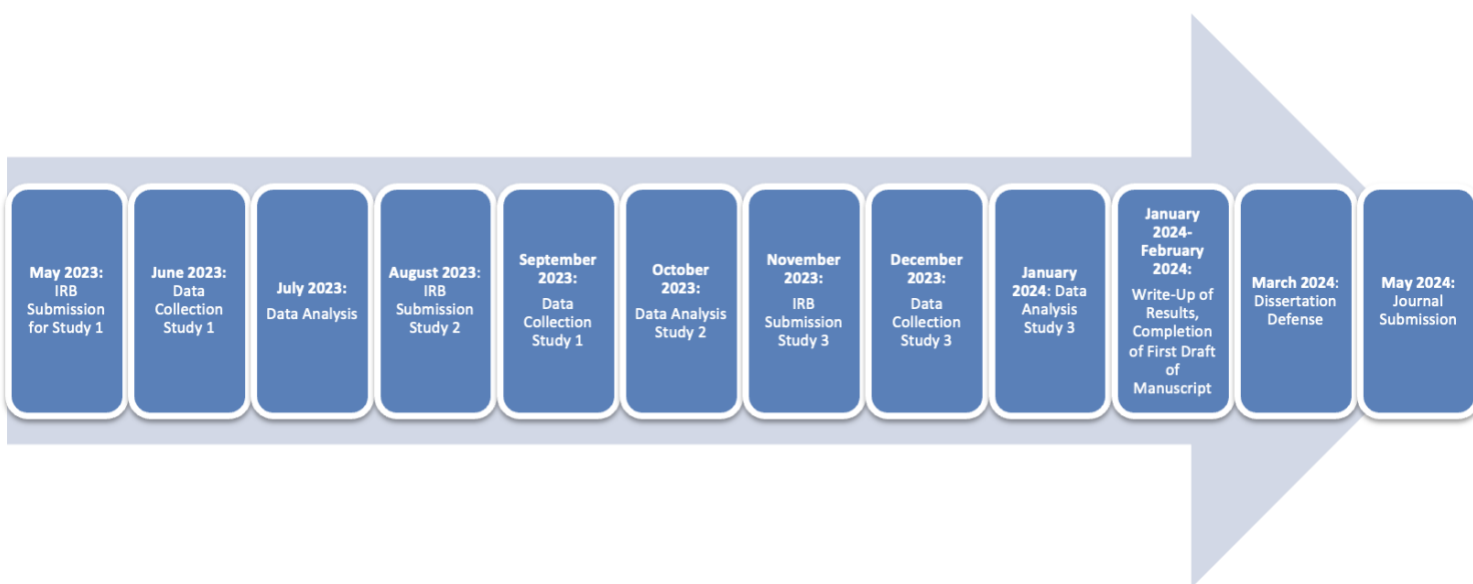 May 2023:
IRB
Submission
for Study 1
June 2023:
Data
Collection
Study 1
July 2023:
Data Analysis
August 2023:
IRB
Submission
Study 2
September
2023:
Data
Collection
Study 1
October
2023:
Data Analysis
Study 2
November
2023:
IRB
Submission
Study 3
December
2023:
Data
Collection
Study 3
January
2024: Data
Analysis
Study 3
January
2024-
February
2024:
Write-Up of
Results,
Completion
of First Draft
of
Manuscript
March 2024:
Dissertation
Defense
May 2024:
Journal
Submission